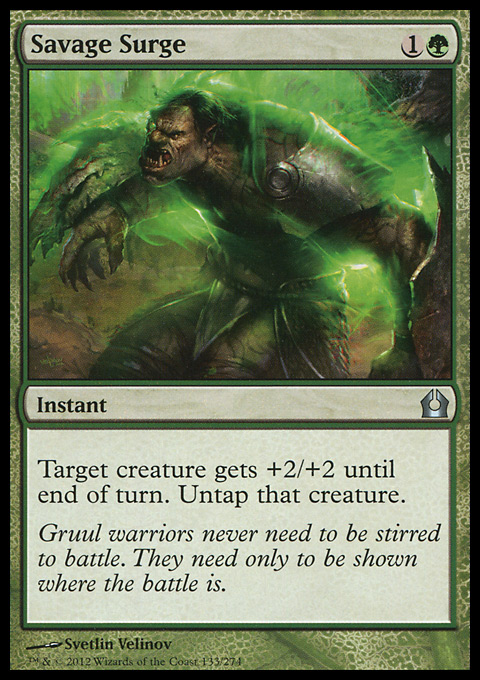 Savage Surge 1
Instant
Target creature gets +2/+2 until
end of turn. Untap that creature.
Gruul warriors never need to be stirred
to battle. They need only to be shown
where the battle is.
Svetlin Velinov
™ & © 2012 Wizards of the Coast 133/274